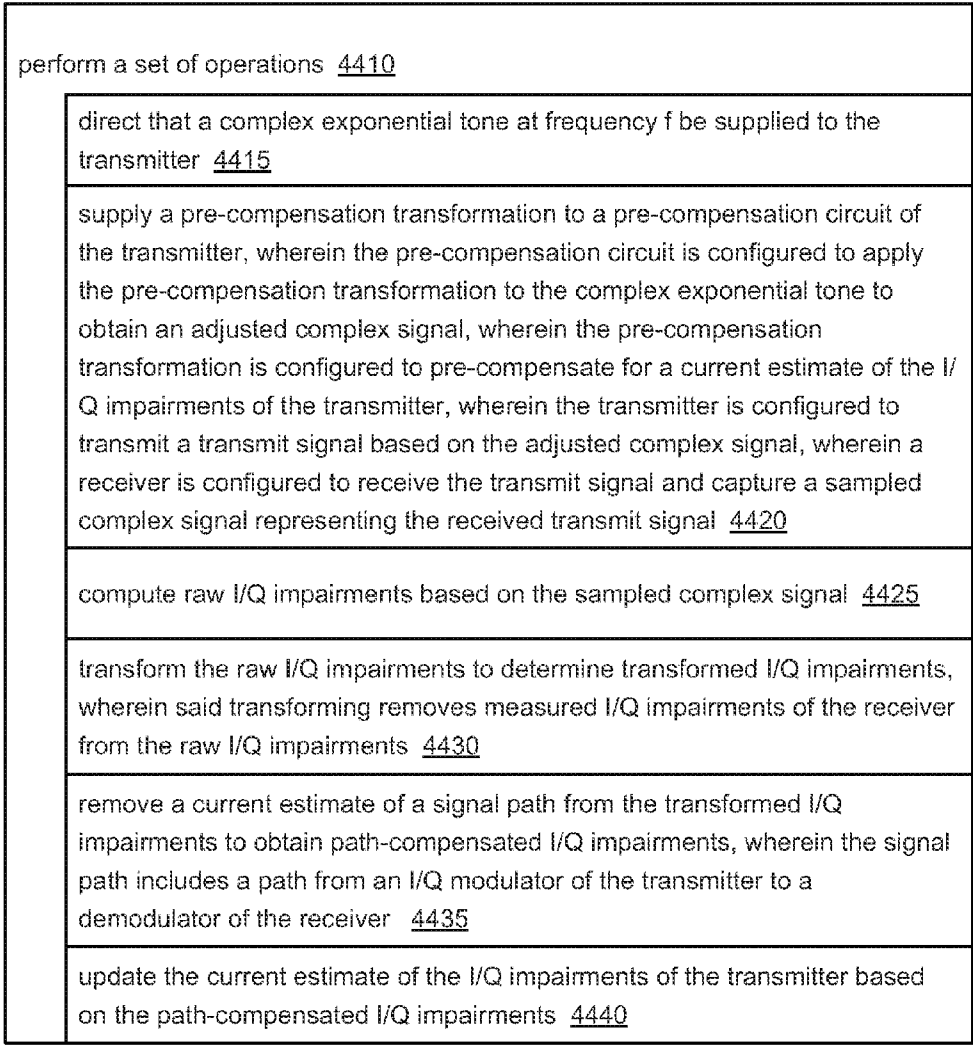 perform a set of operations 4410
direct that a complex exponential tone at frequency f be supplied to the
transmitter 4415
supply a pre-compensation transformation to a pre-compensation circuit of
the transmitter, wherein the pre-compensation circuit is configured to apply
the pre-compensation transformation to the complex exponential tone to
obtain an adjusted complex signal, wherein the pre-compensation
transformation is configured to pre-compensate for a current estimate of the I/
Q impairments of the transmitter, wherein the transmitter is configured to
transmit a transmit signal based on the adjusted complex signal, wherein a
receiver is configured to receive the transmit signal and capture a sampled
complex signal representing the received transmit signal 4420
compute raw I/Q impairments based on the sampled complex signal 4425
transform the raw I/Q impairments to determine transformed I/Q impairments,
wherein said transforming removes measured I/Q impairments of the receiver
from the raw I/Q impairments 4430
remove a current estimate of a signal path from the transformed I/Q
impairments to obtain path-compensated I/Q impairments, wherein the signal
path includes a path from an I/Q modulator of the transmitter to a
demodulator of the receiver 4435
update the current estimate of the I/Q impairments of the transmitter based
on the path-compensated I/Q impairments 4440